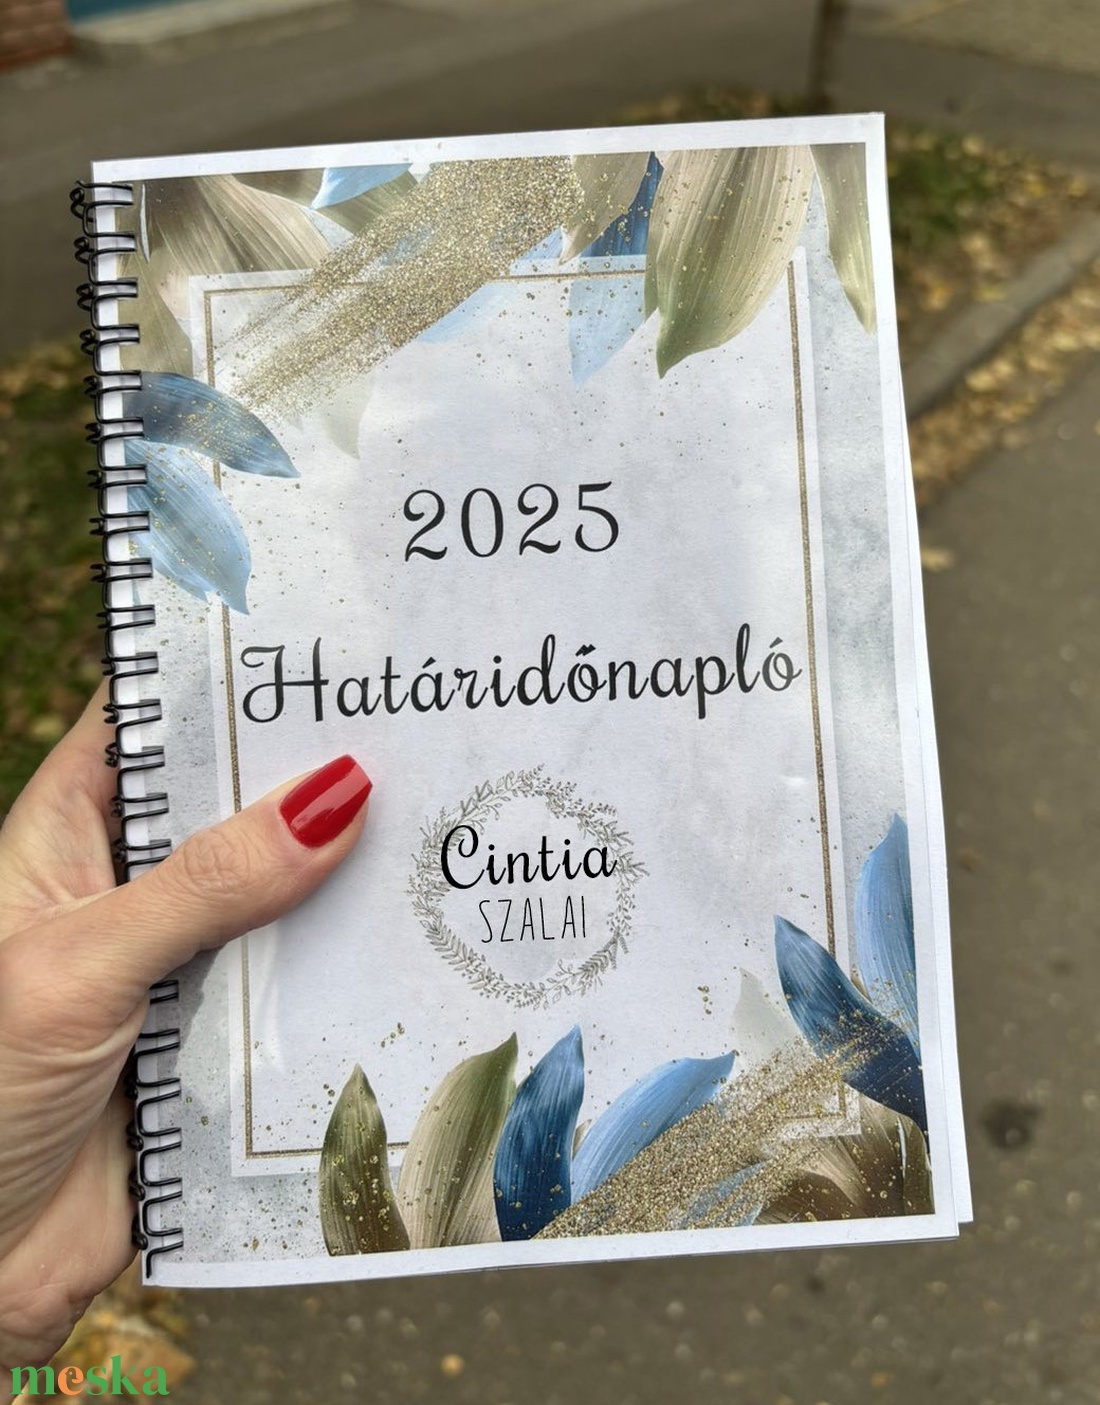 2025
Határidőnapló
Cintia
SZALAI
meska